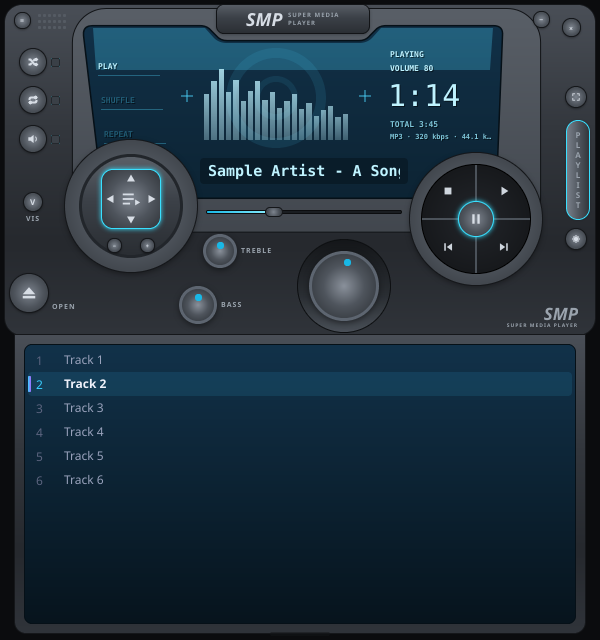 SMP SUPER MEDIA PLAYER
PLAY
SHUFFLE
REPEAT
PLAYING
VOLUME 80
1:14
TOTAL 3:45
MP3 · 320 kbps · 44.1 k…
Sample Artist - A Song
VIS
V
PLAYLIST
TREBLE
BASS
OPEN
SMP
SUPER MEDIA PLAYER
1 Track 1
2 Track 2
3 Track 3
4 Track 4
5 Track 5
6 Track 6